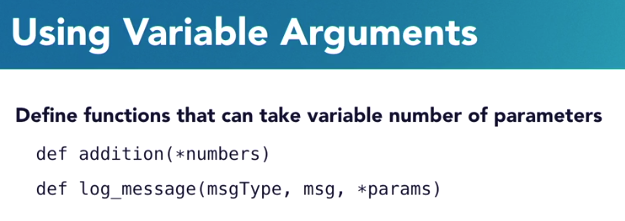 Using Variable Arguments
Define functions that can take variable number of parameters
def addition(*numbers)
def log_message(msgType, msg, *params)